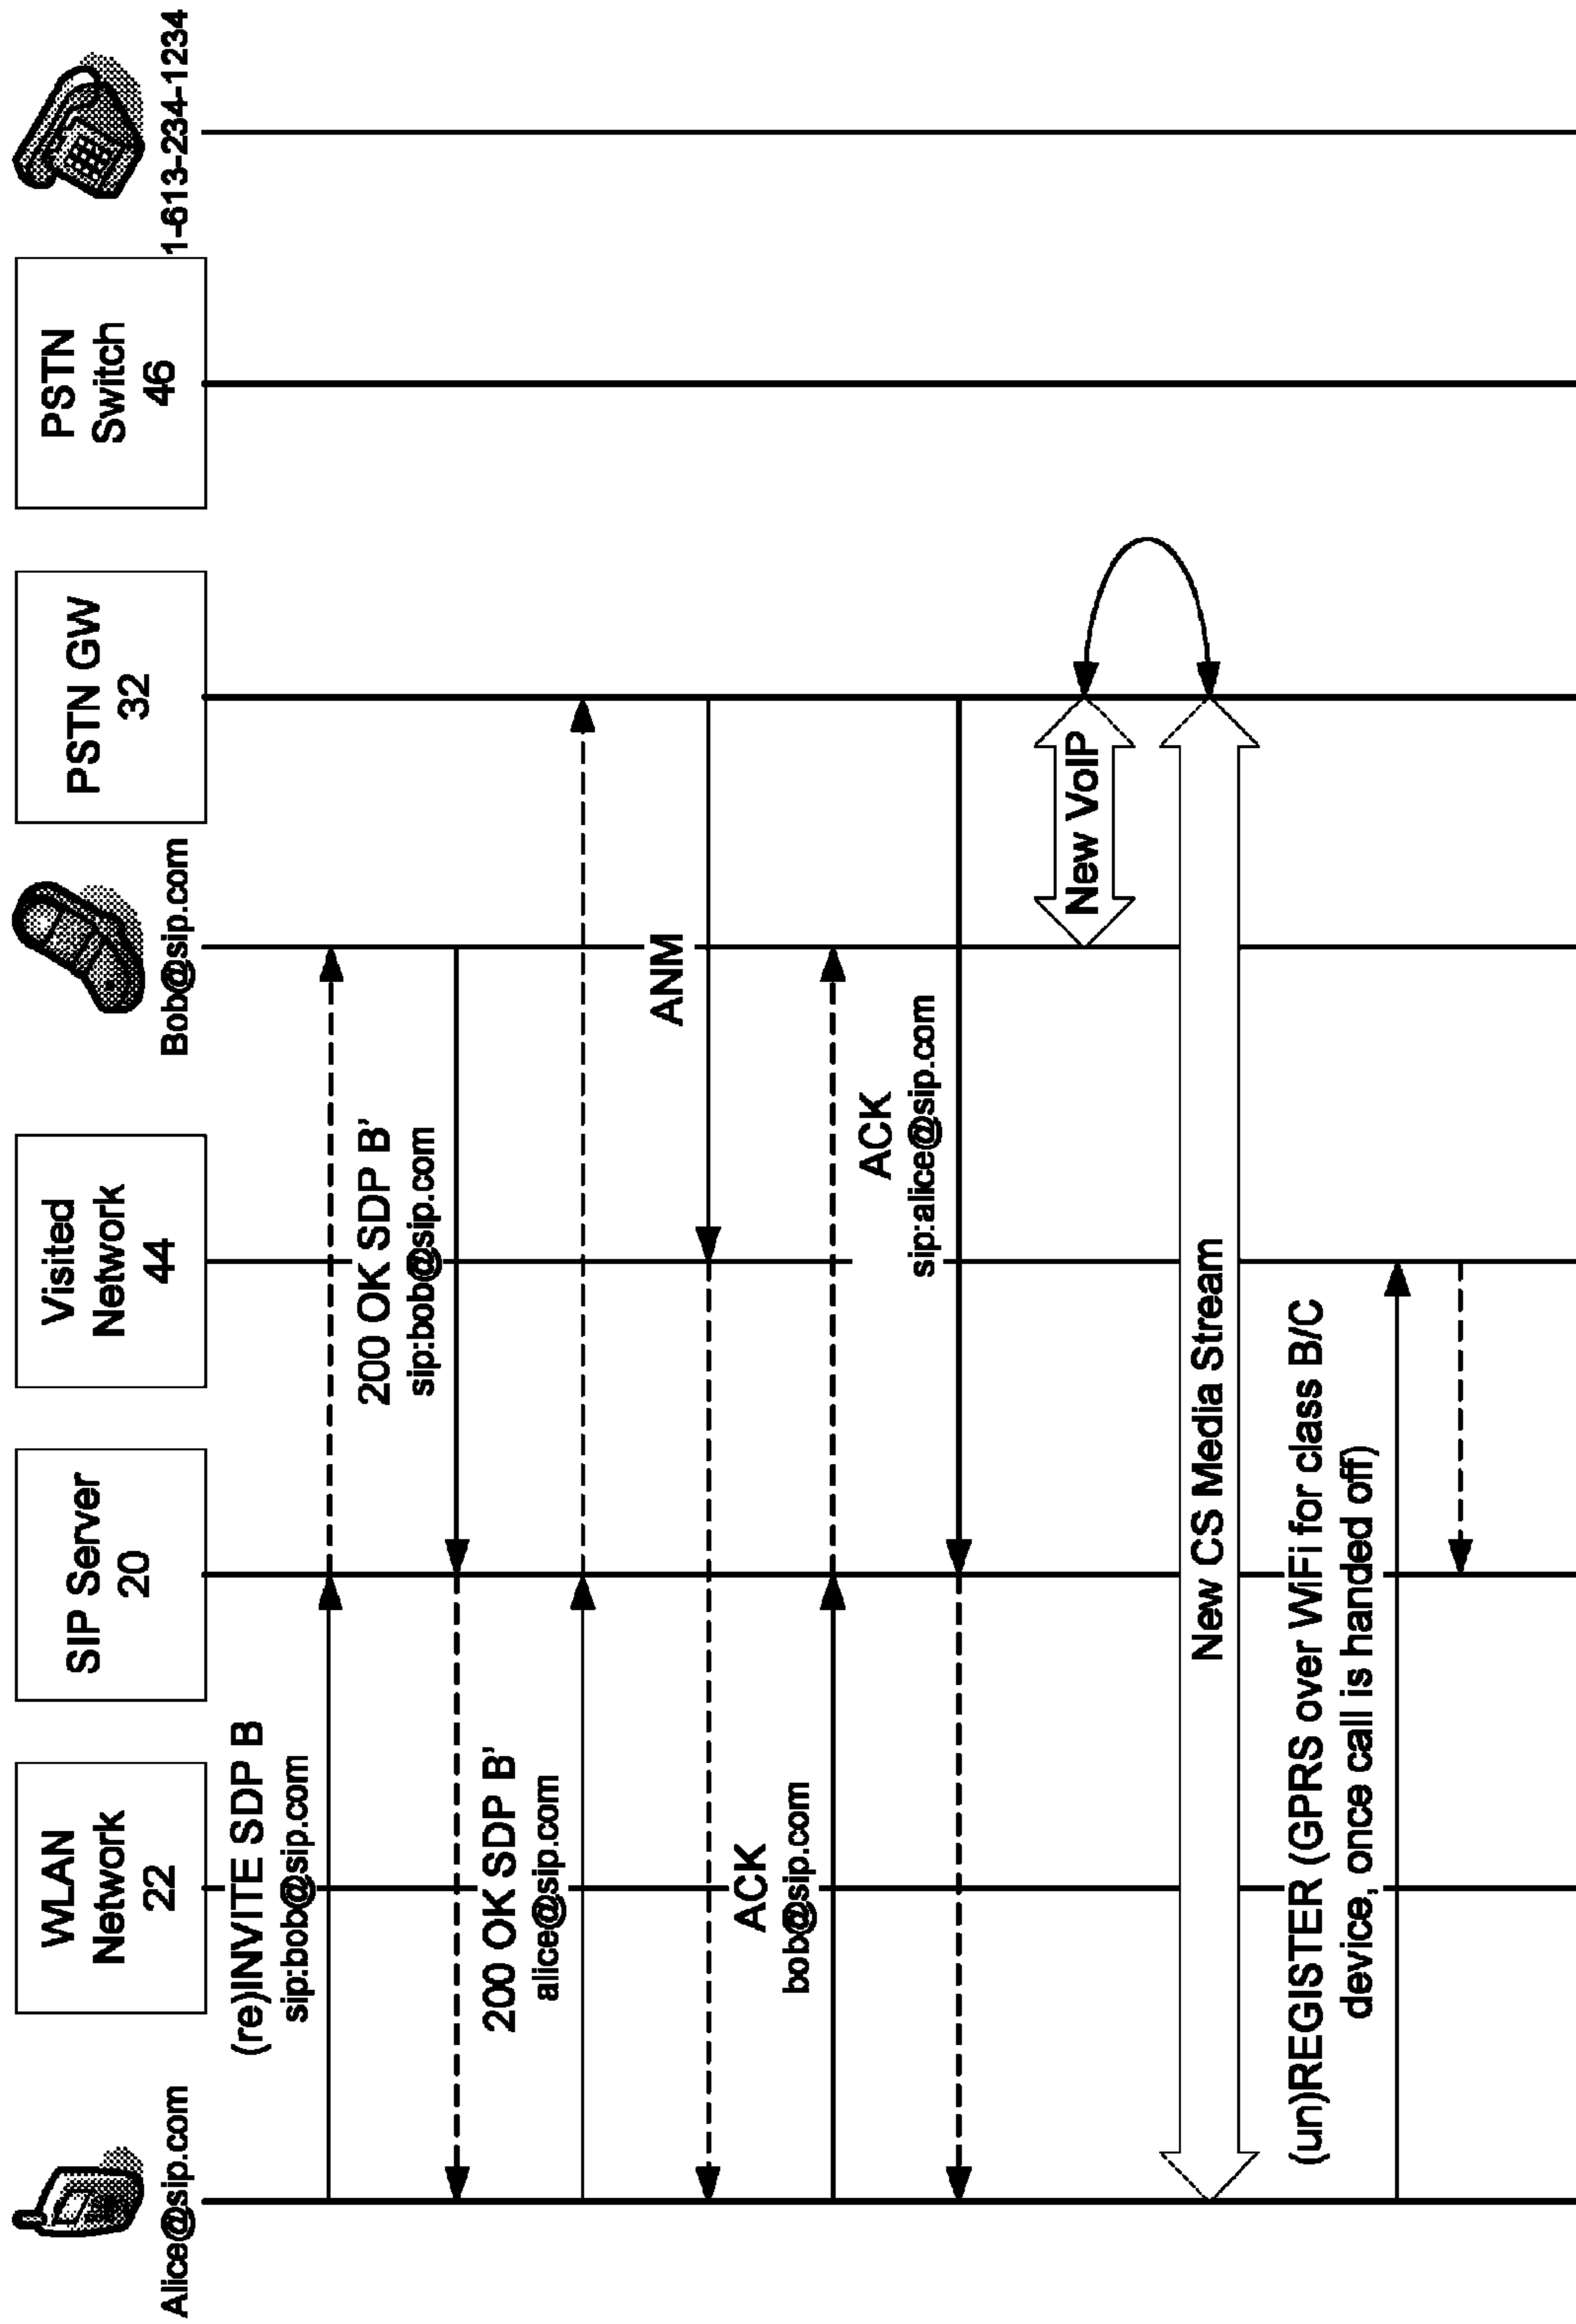 Alice@sip.com
WLAN
Network
22
SIP Server
20
Visited
Network
44
Bob@sip.com
PSTN GW
32
PSTN
Switch
46
1-613-234-1234
(re)INVITE SDP B
sip:bob@sip.com
200 OK SDP B'
sip:bob@sip.com
200 OK SDP B'
alice@sip.com
ANM
ACK
bob@sip.com
ACK
sip:alice@sip.com
New VoIP
New CS Media Stream
(un)REGISTER (GPRS over WiFi for class B/C
device, once call is handed off)